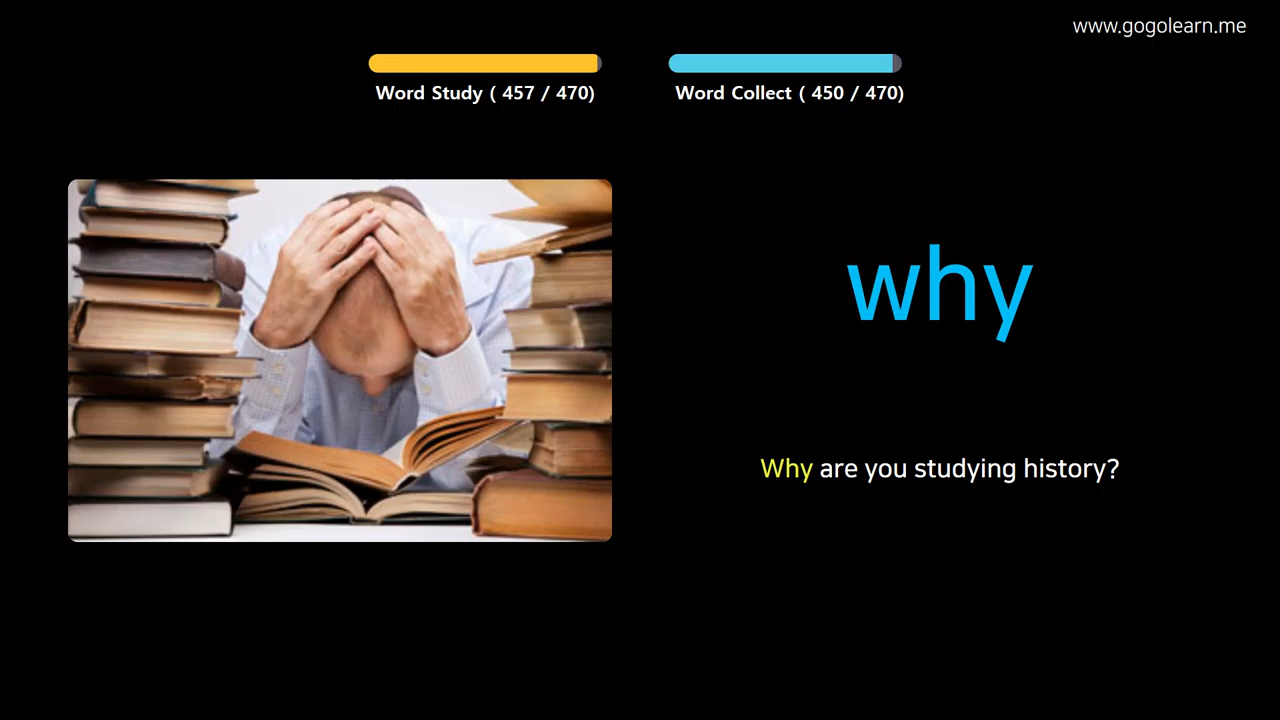 www.gogolearn.me
Word Study ( 457 / 470)
Word Collect ( 450 / 470)
why
Why are you studying history?